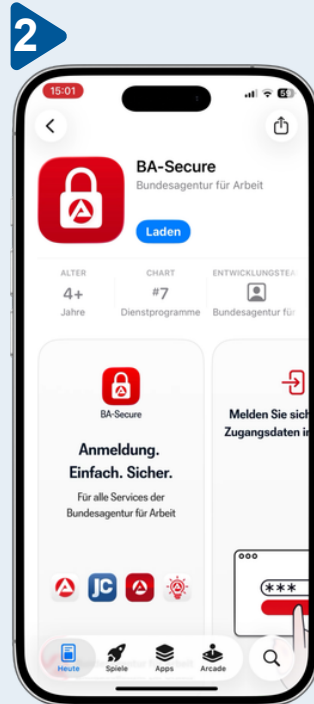 2
15:01
BA-Secure
Bundesagentur für Arbeit
Laden
ALTER
4+
Jahre
CHART
#7
Dienstprogramme
ENTWICKLUNGSTEA
Bundesagentur für
BA-Secure
Anmeldung.
Einfach. Sicher.
Für alle Services der
Bundesagentur für Arbeit
JC
Melden Sie sich
Zugangsdaten in
***
Heute
Spiele
Apps
Arcade